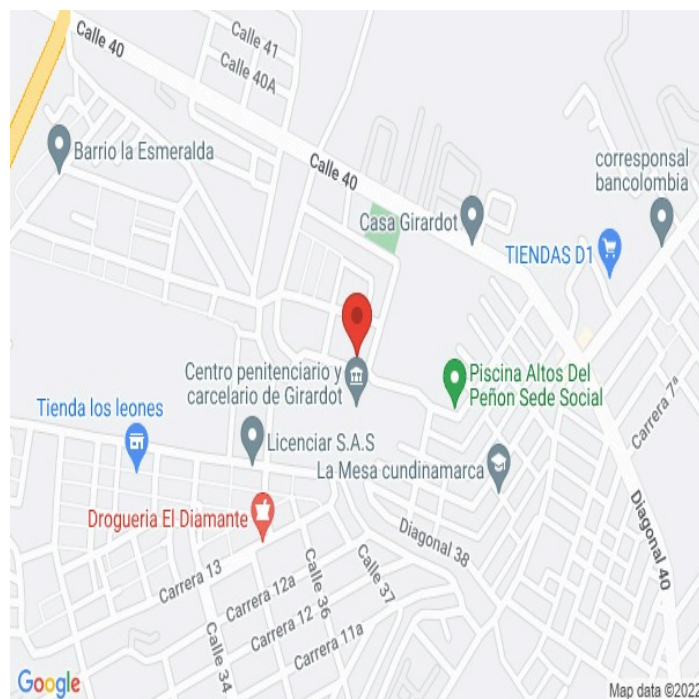 Calle 40
Calle 41
Calle 40A
Barrio la Esmeralda
Calle 40
corresponsal
bancolombia
Casa Girardot
TIENDAS D1
Centro penitenciario y
carcelario de Girardot
Piscina Altos Del
Peñon Sede Social
Tienda los leones
Carrera 7ª
Licenciar S.A.S
La Mesa cundinamarca
Drogueria El Diamante
Diagonal 38
Diagonal 40
Carrera 13
Carrera 12a
Calle 36
Calle 37
Carrera 12
Carrera 11a
Calle 34
Google
Map data ©2022